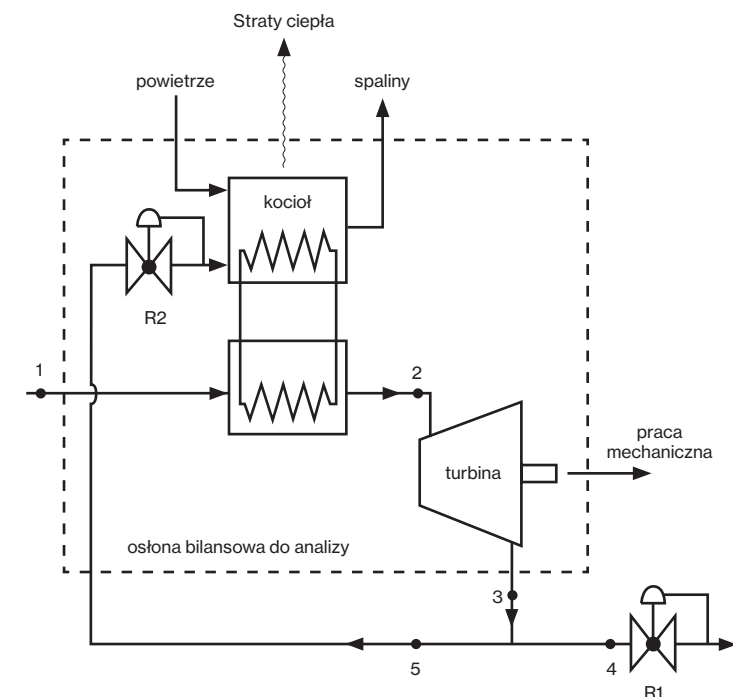 Straty ciepła
powietrze
spaliny
kocioł
R2
1
2
turbina
praca
mechaniczna
osłona bilansowa do analizy
3
5
4
R1